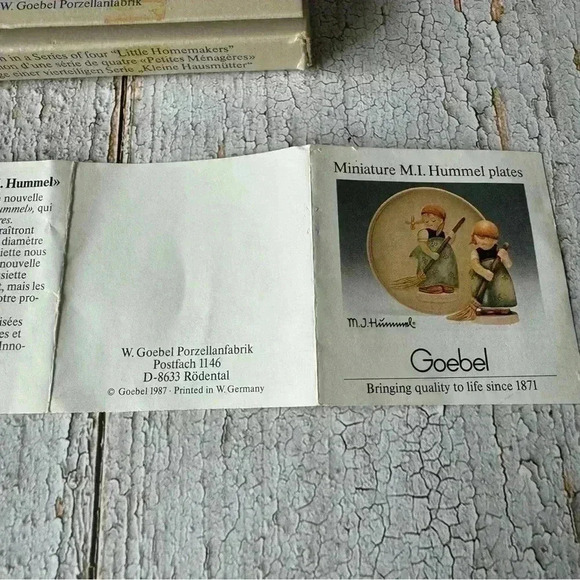 W. Goebel Porzellanfabrik
in a Series of four "Little Homemakers"
d'une série de quatre «Petites Ménagères»
einer vierteiligen Serie „Kleine Hausmütter"
. Hummel»
nouvelle
ummel», qui
res.
raîtront
diamètre
iette nous
nouvelle
siette
t, mais les
otre pro-
isées
es et
Inno-
W. Goebel Porzellanfabrik
Postfach 1146
D-8633 Rödental
© Goebel 1987 · Printed in W. Germany
Miniature M.I. Hummel plates
M.J. Hümmel®
Goebel
Bringing quality to life since 1871